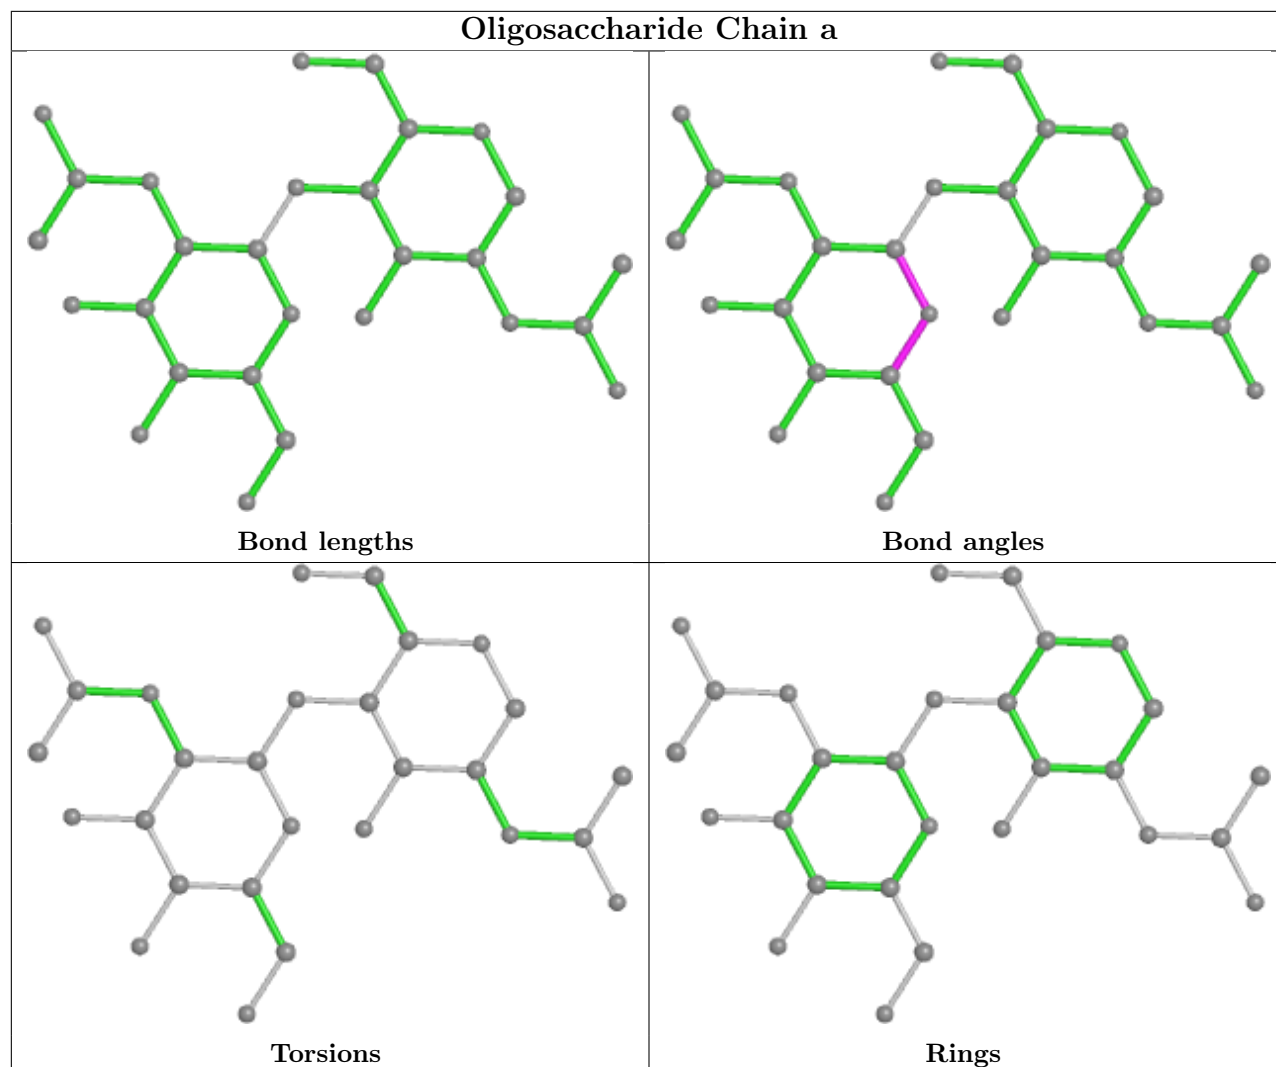 Oligosaccharide Chain a
Bond lengths
Bond angles
Torsions
Rings